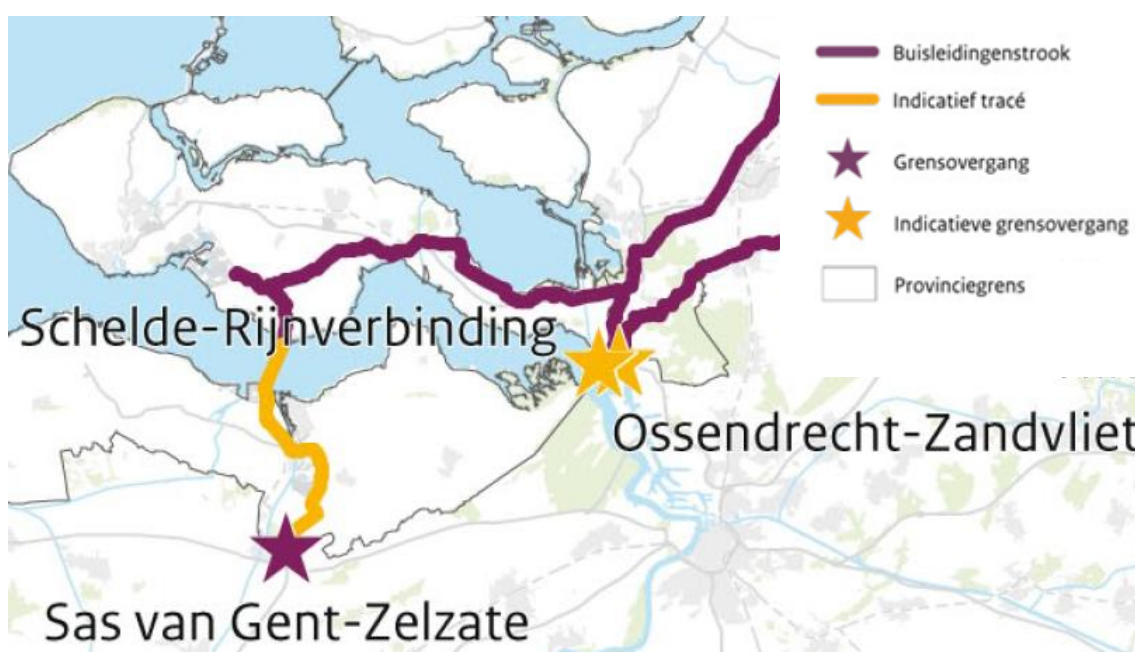 Buisleidingenstrook
Indicatief tracé
Grensovergang
Indicatieve grensovergang
Provinciegrens
Schelde-Rijnverbinding
Ossendrecht-Zandvliet
Sas van Gent-Zelzate